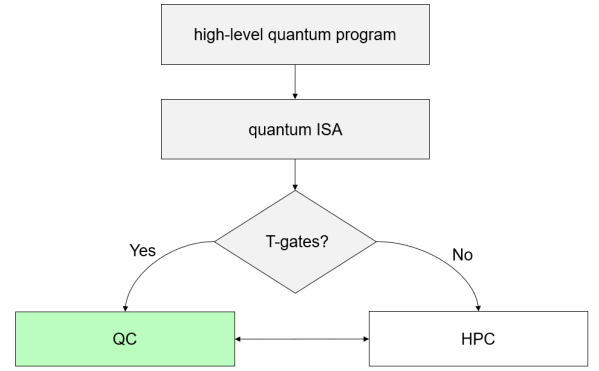 high-level quantum program
quantum ISA
T-gates?
Yes
No
QC
HPC